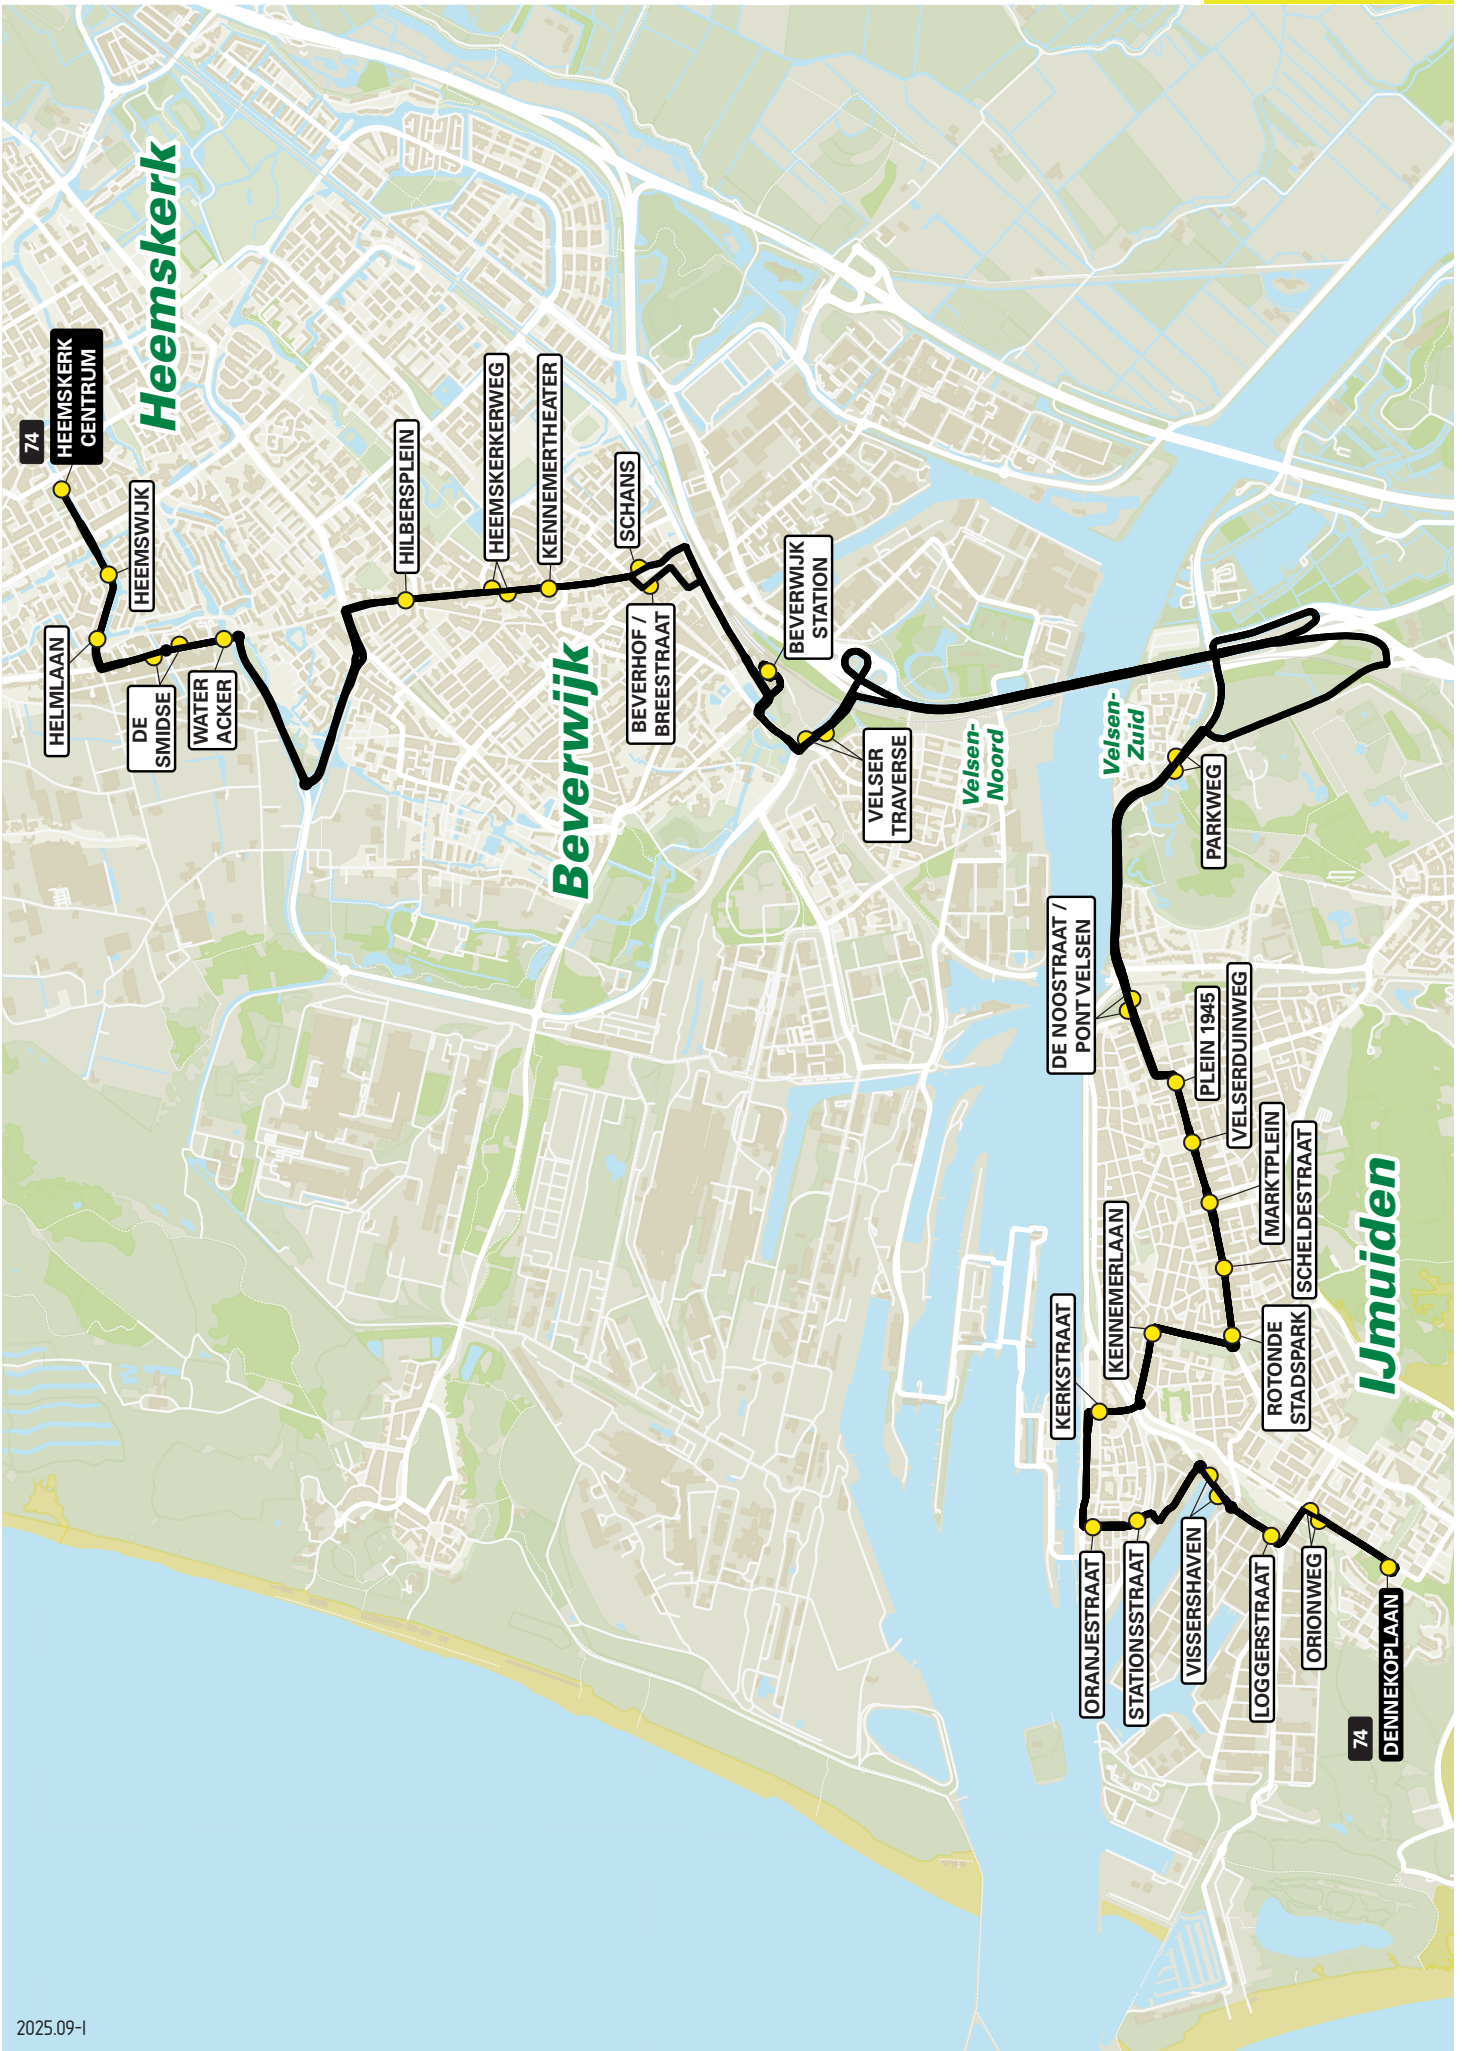 74
HEEMSKERK
CENTRUM
Heemskerk
HEEMSWIJK
HELMLAAN
DE
SMIDSE
WATER
ACKER
HILBERSPLEIN
HEEMSKERKERWEG
KENNEMERTHEATER
SCHANS
BEVERHOF /
BREESTRAAT
Beverwijk
BEVERWIJK
STATION
VELSER
TRAVERSE
Velsen-
Noord
Velsen-
Zuid
PARKWEG
DE NOOSTRAAT /
PONT VELSEN
PLEIN 1945
VELSERDUINWEG
MARKTPLEIN
SCHELDESTRAAT
ROTONDE
STADSPARK
KENNEMERLAAN
KERKSTRAAT
IJmuiden
ORANJESTRAAT
STATIONSSTRAAT
VISSERSHAVEN
LOGGERSTRAAT
ORIONWEG
74
DENNEKOPLAAN
2025.09-I